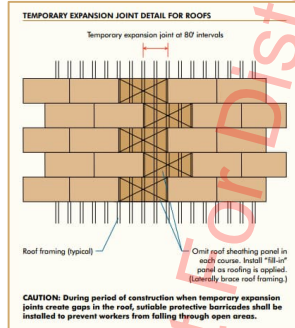 TEMPORARY EXPANSION JOINT DETAIL FOR ROOFS
Temporary expansion joint at 80' intervals
Roof framing (typical)
Omit roof sheathing panel in
each course. Install "fill-in"
panel as roofing is applied.
(Laterally brace roof framing.)
CAUTION: During period of construction when temporary expansion
joints create gaps in the roof, sutiable protective barricades shall be
installed to prevent workers from falling through open areas.
For Dist